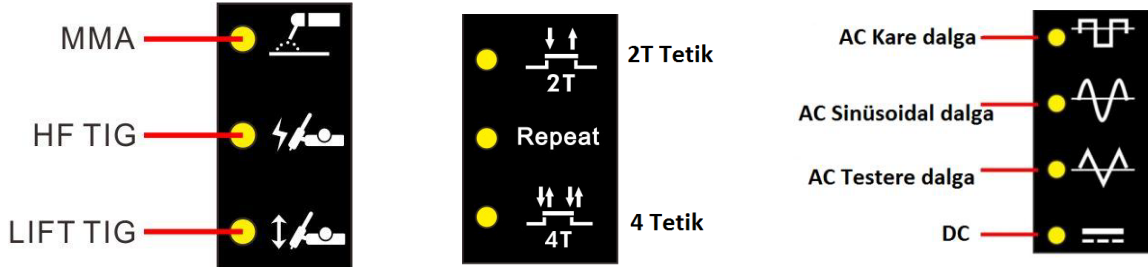 MMA
HF TIG
LIFT TIG
2T
2T Tetik
Repeat
4T
4 Tetik
AC Kare dalga
AC Sinüsoidal dalga
AC Testere dalga
DC